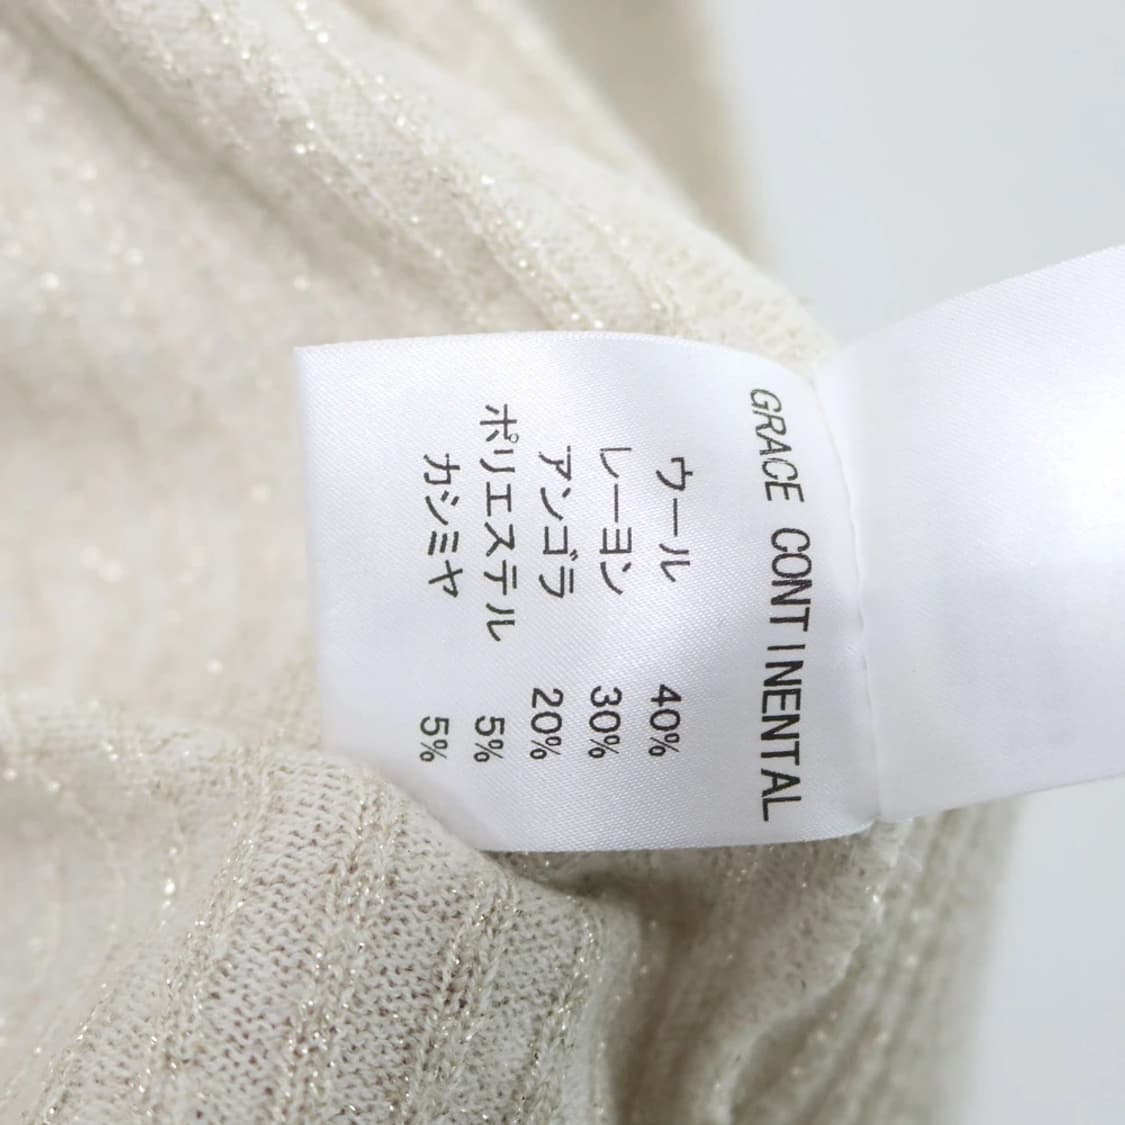 GRACE CONTINENTAL
ウール 40%
レーヨン 30%
アンゴラ 20%
ポリエステル 5%
カシミヤ 5%